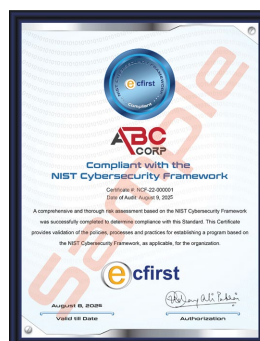 ecfirst
Compliant
ABC
CORP
Compliant with the
NIST Cybersecurity Framework
Certificate #: NCF-22-000001
Date of Audit: August 9, 2025
A comprehensive and thorough risk assessment based on the NIST Cybersecurity Framework
was successfully completed to determine compliance with this Standard. This Certificate
provides validation of the policies, processes and practices for establishing a program based on
the NIST Cybersecurity Framework, as applicable, for the organization.
ecfirst
August 8, 2026
Valid till Date
Authorization
Sample